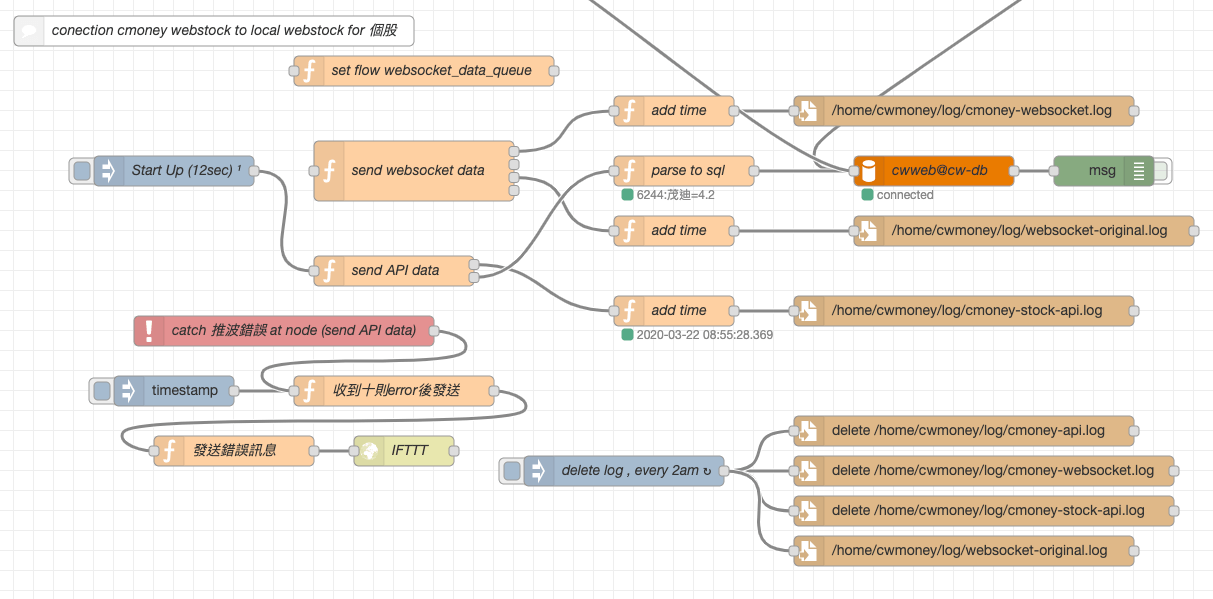 conection cmoney webstock to local webstock for 個股
set flow websocket_data_queue
add time
/home/cwmoney/log/cmoney-websocket.log
Start Up (12sec) ¹
send websocket data
parse to sql
cwweb@cw-db
msg
6244:茂迪=4.2
connected
add time
/home/cwmoney/log/websocket-original.log
send API data
add time
/home/cwmoney/log/cmoney-stock-api.log
catch 推波錯誤 at node (send API data)
2020-03-22 08:55:28.369
timestamp
收到十則error後發送
delete /home/cwmoney/log/cmoney-api.log
發送錯誤訊息
IFTTT
delete log , every 2am ↻
delete /home/cwmoney/log/cmoney-websocket.log
delete /home/cwmoney/log/cmoney-stock-api.log
/home/cwmoney/log/websocket-original.log